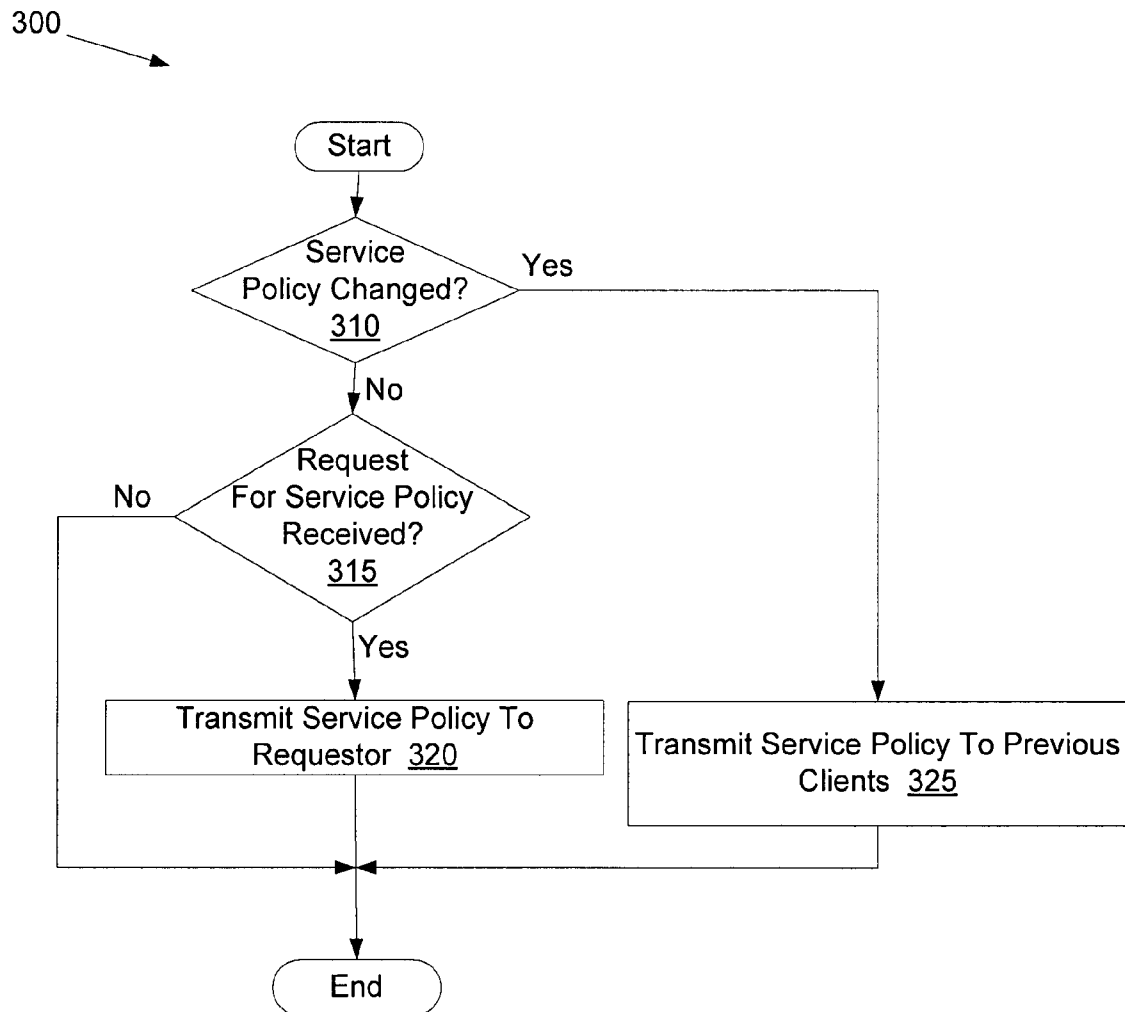 300
Start
Service
Policy Changed?
310
Yes
No
Request
For Service Policy
Received?
315
No
Yes
Transmit Service Policy To
Requestor 320
Transmit Service Policy To Previous
Clients 325
End